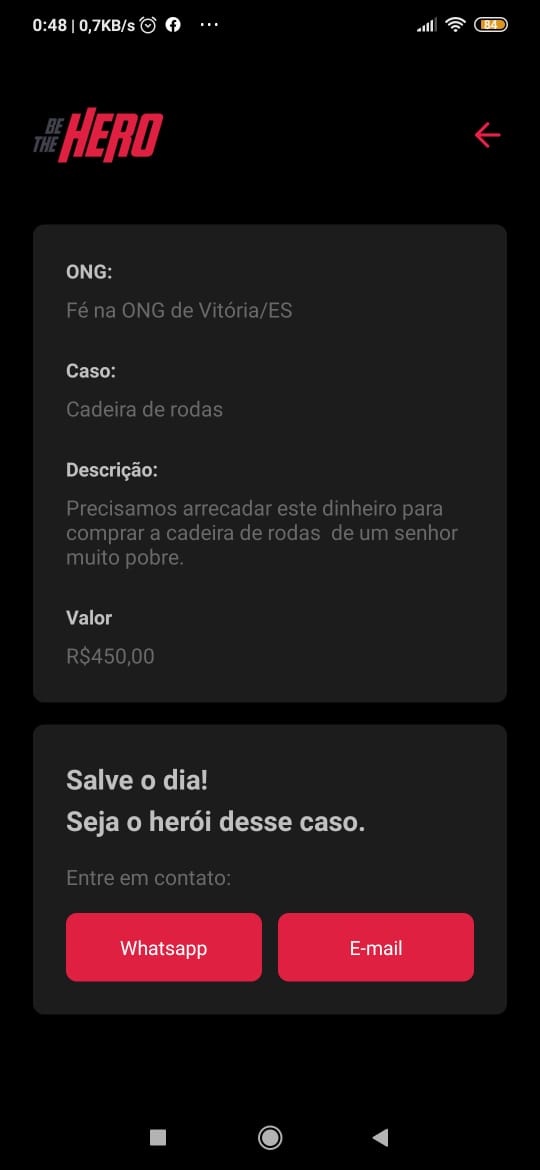 0:48 | 0,7KB/s ...
84
BE THE HERO
ONG:
Fé na ONG de Vitória/ES
Caso:
Cadeira de rodas
Descrição:
Precisamos arrecadar este dinheiro para
comprar a cadeira de rodas  de um senhor
muito pobre.
Valor
R$450,00
Salve o dia!
Seja o herói desse caso.
Entre em contato:
Whatsapp
E-mail